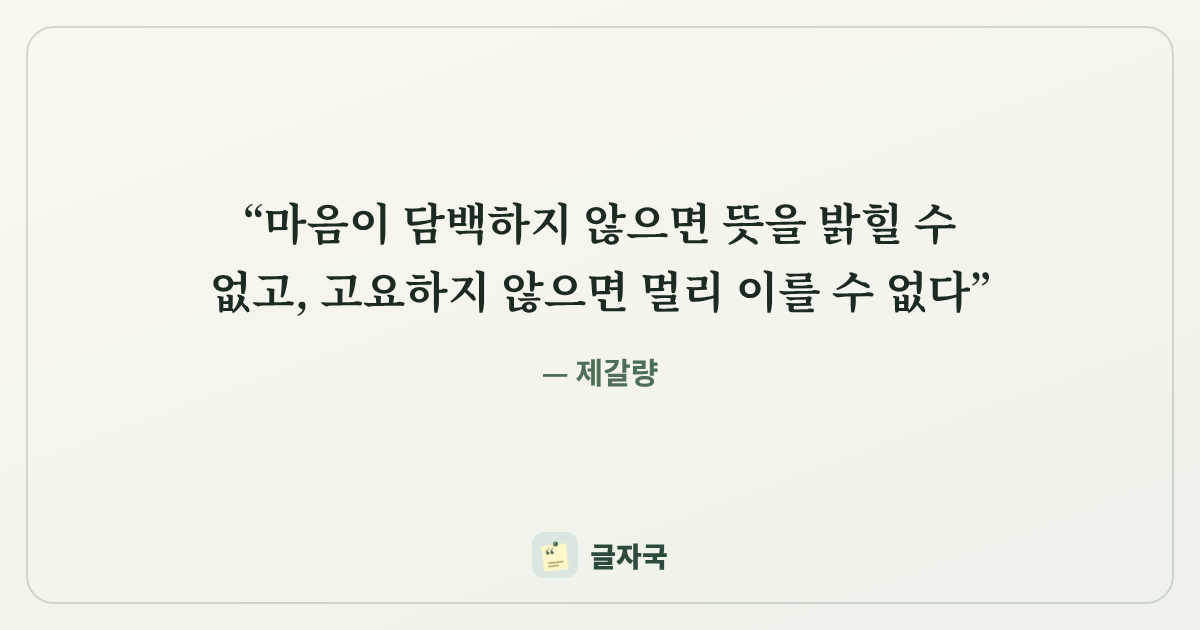 “마음이 담백하지 않으면 뜻을 밝힐 수
없고, 고요하지 않으면 멀리 이를 수 없다”
— 제갈량
글자국